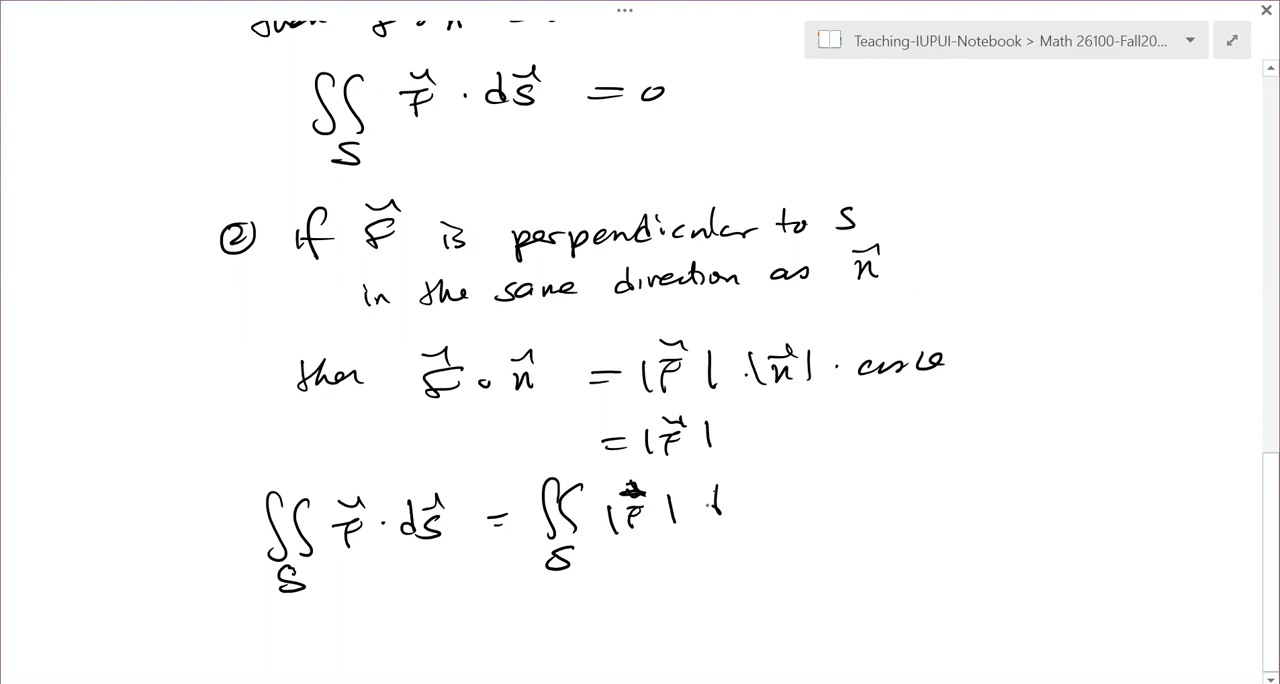 Teaching-IUPUI-Notebook > Math 26100-Fall20...
∬_S F⃗ · dS⃗ = 0
② if F⃗ is perpendicular to S
in the same direction as n⃗
then F⃗ · n⃗ = |F⃗| · |n⃗| · cos θ
= |F⃗|
∬_S F⃗ · dS⃗ = ∬_S |F⃗|